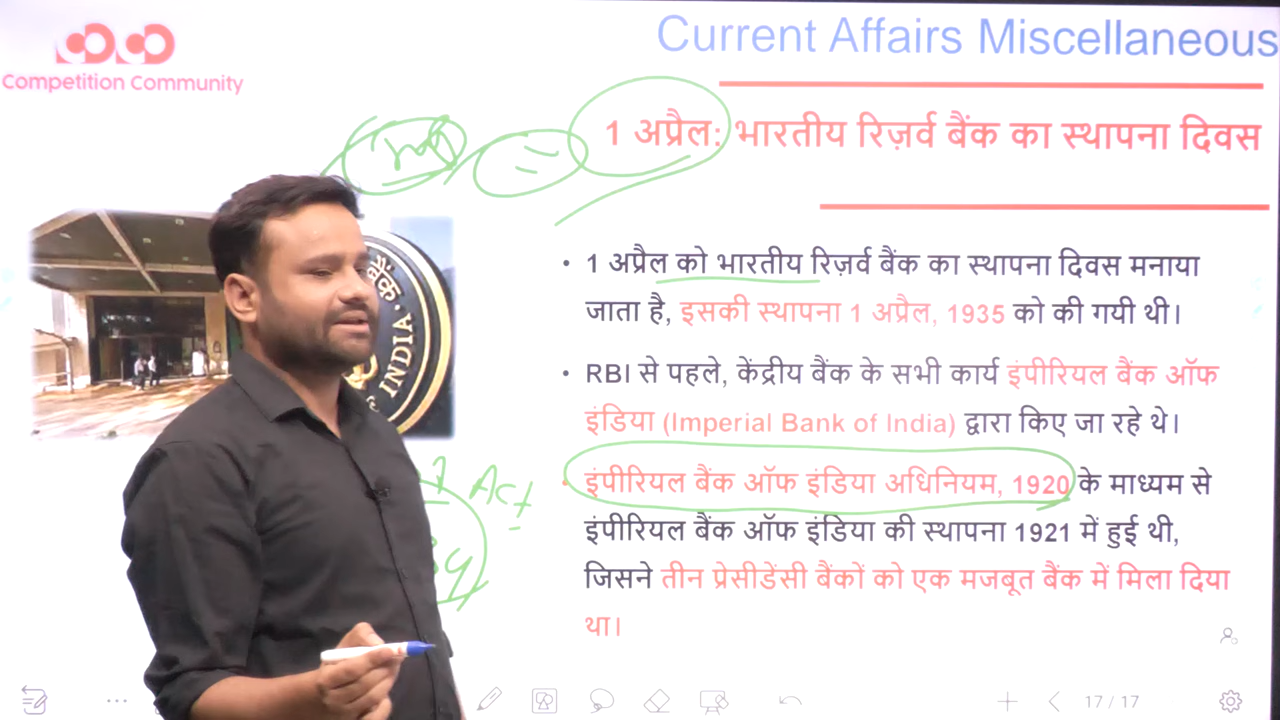 Competition Community
Current Affairs Miscellaneous
1 अप्रैल: भारतीय रिज़र्व बैंक का स्थापना दिवस
• 1 अप्रैल को भारतीय रिज़र्व बैंक का स्थापना दिवस मनाया
जाता है, इसकी स्थापना 1 अप्रैल, 1935 को की गयी थी।
• RBI से पहले, केंद्रीय बैंक के सभी कार्य इंपीरियल बैंक ऑफ
इंडिया (Imperial Bank of India) द्वारा किए जा रहे थे।
• इंपीरियल बैंक ऑफ इंडिया अधिनियम, 1920 के माध्यम से
इंपीरियल बैंक ऑफ इंडिया की स्थापना 1921 में हुई थी,
जिसने तीन प्रेसीडेंसी बैंकों को एक मजबूत बैंक में मिला दिया
था।
बैंक
INDIA
Act
17 / 17